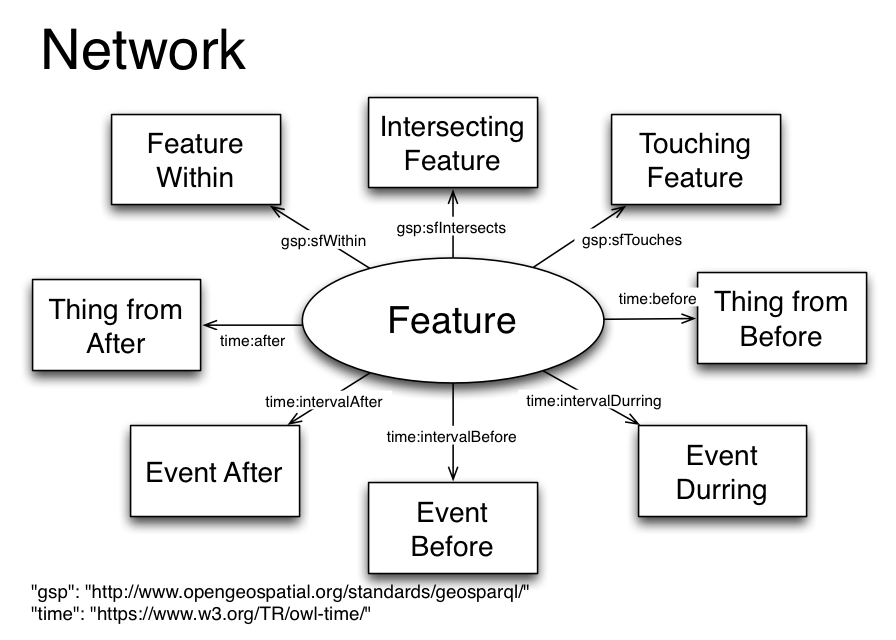 Network
Feature
Within
Intersecting
Feature
Touching
Feature
gsp:sfWithin
gsp:sfIntersects
gsp:sfTouches
Thing from
After
time:after
Feature
time:before
Thing from
Before
time:intervalAfter
time:intervalBefore
time:intervalDurring
Event After
Event
Before
Event
Durring
"gsp": "http://www.opengeospatial.org/standards/geosparql/"
"time": "https://www.w3.org/TR/owl-time/"